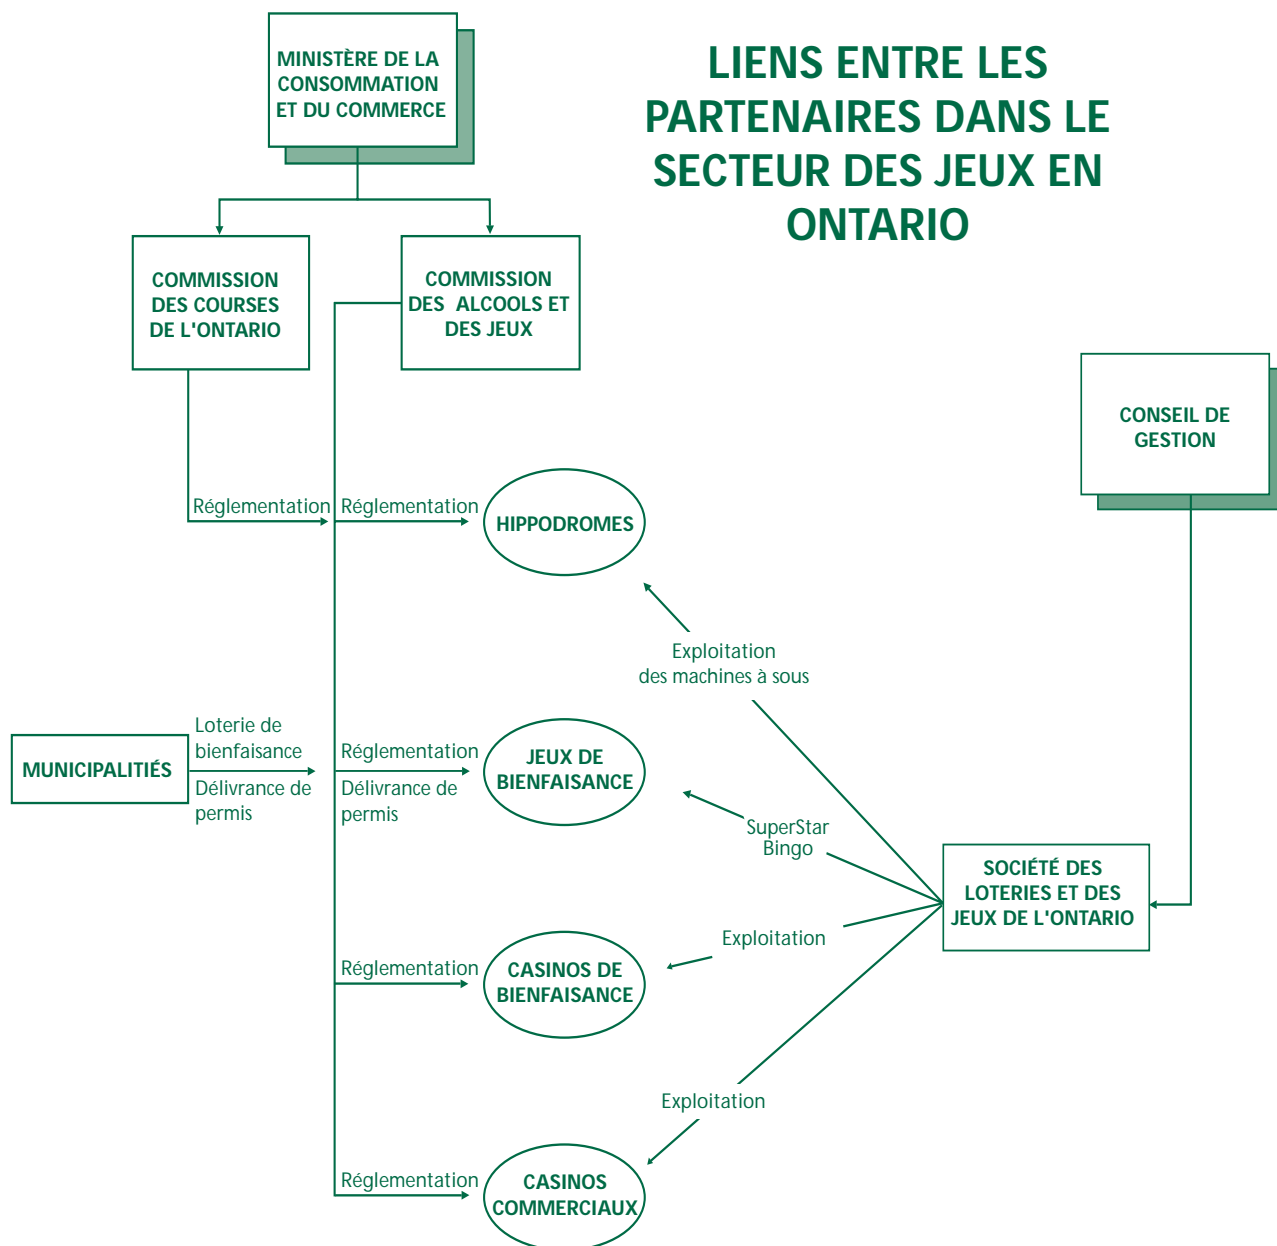 LIENS ENTRE LES
PARTENAIRES DANS LE
SECTEUR DES JEUX EN
ONTARIO
MINISTÈRE DE LA
CONSOMMATION
ET DU COMMERCE
COMMISSION
DES COURSES
DE L'ONTARIO
COMMISSION
DES ALCOOLS ET
DES JEUX
CONSEIL DE
GESTION
Réglementation
Réglementation
HIPPODROMES
Exploitation
des machines à sous
MUNICIPALITIÉS
Loterie de
bienfaisance
Délivrance de
permis
Réglementation
Délivrance de
permis
JEUX DE
BIENFAISANCE
SuperStar
Bingo
SOCIÉTÉ DES
LOTERIES ET DES
JEUX DE L'ONTARIO
Réglementation
CASINOS DE
BIENFAISANCE
Exploitation
Exploitation
Réglementation
CASINOS
COMMERCIAUX